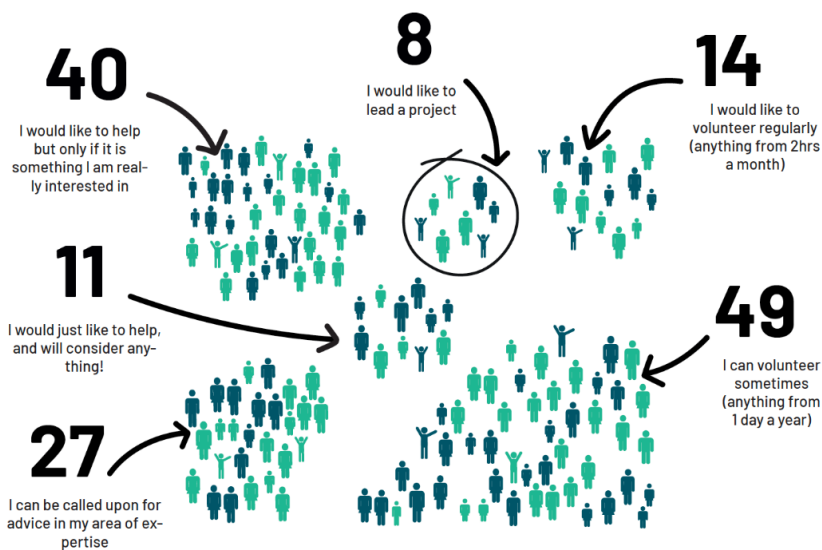 40
I would like to help
but only if it is
something I am real-
ly interested in
8
I would like to
lead a project
14
I would like to
volunteer regularly
(anything from 2hrs
a month)
11
I would just like to help,
and will consider any-
thing!
49
I can volunteer
sometimes
(anything from
1 day a year)
27
I can be called upon for
advice in my area of ex-
pertise